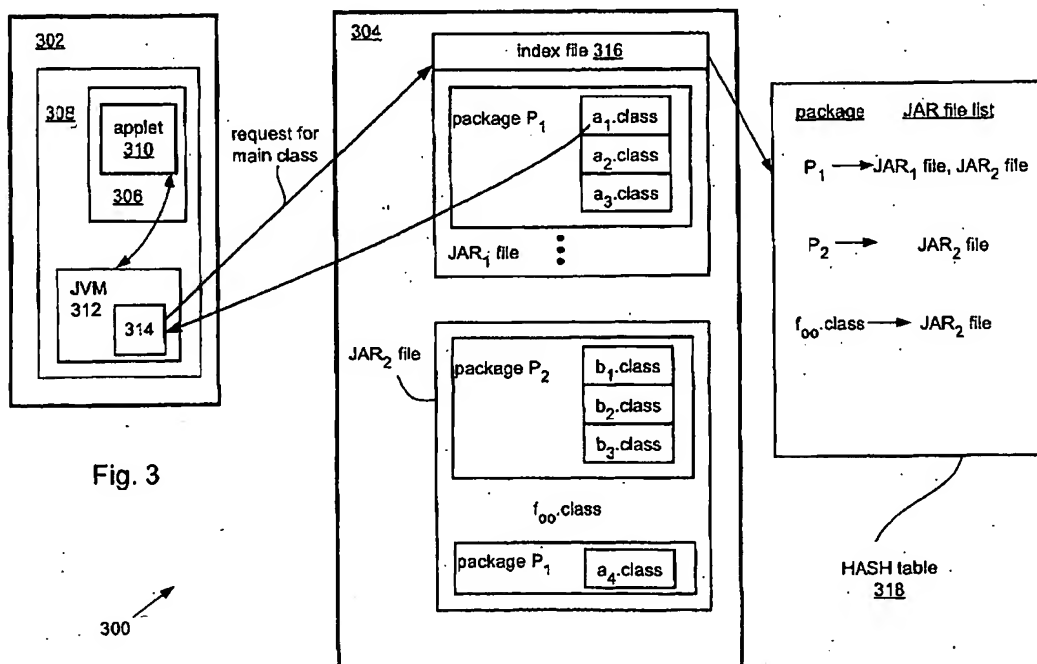 302
308
applet
310
306
JVM
312
314
request for
main class
Fig. 3
300
304
index file 316
package P1
a1.class
a2.class
a3.class
JAR1 file
JAR2 file
package P2
b1.class
b2.class
b3.class
foo.class
package P1
a4.class
package JAR file list
P1 JAR1 file, JAR2 file
P2 JAR2 file
foo.class JAR2 file
HASH table
318